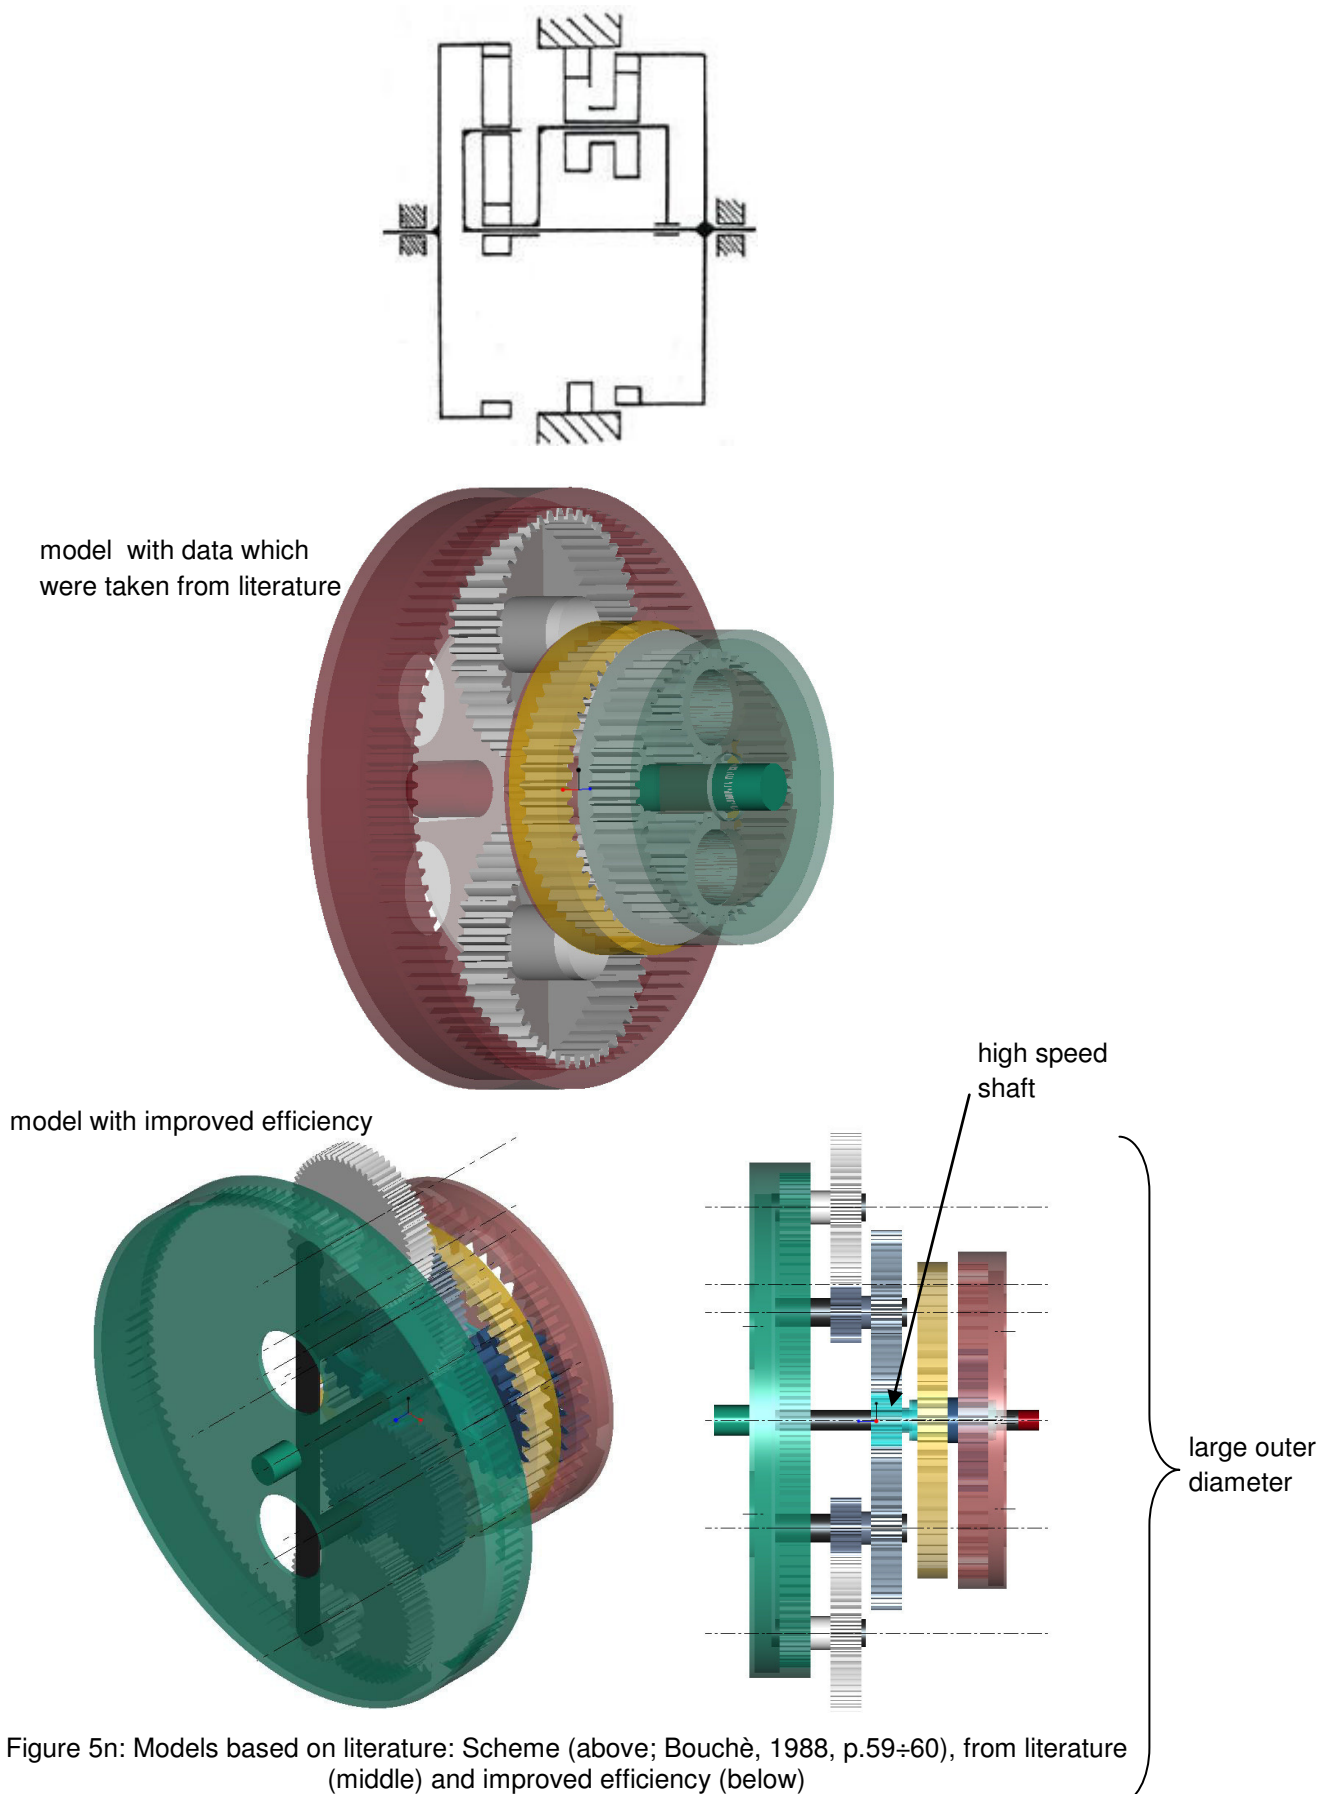 model with data which
were taken from literature
high speed
shaft
model with improved efficiency
large outer
diameter
Figure 5n: Models based on literature: Scheme (above; Bouchè, 1988, p.59÷60), from literature
(middle) and improved efficiency (below)